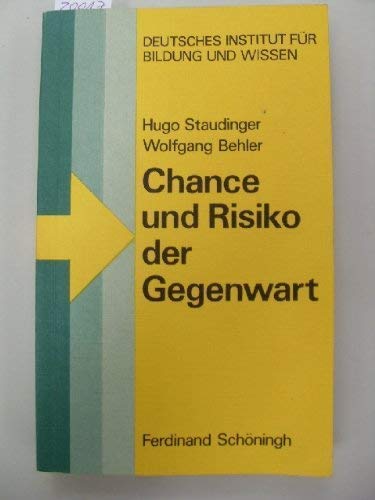 DEUTSCHES INSTITUT FÜR
BILDUNG UND WISSEN
Hugo Staudinger
Wolfgang Behler
Chance
und Risiko
der
Gegenwart
Ferdinand Schöningh